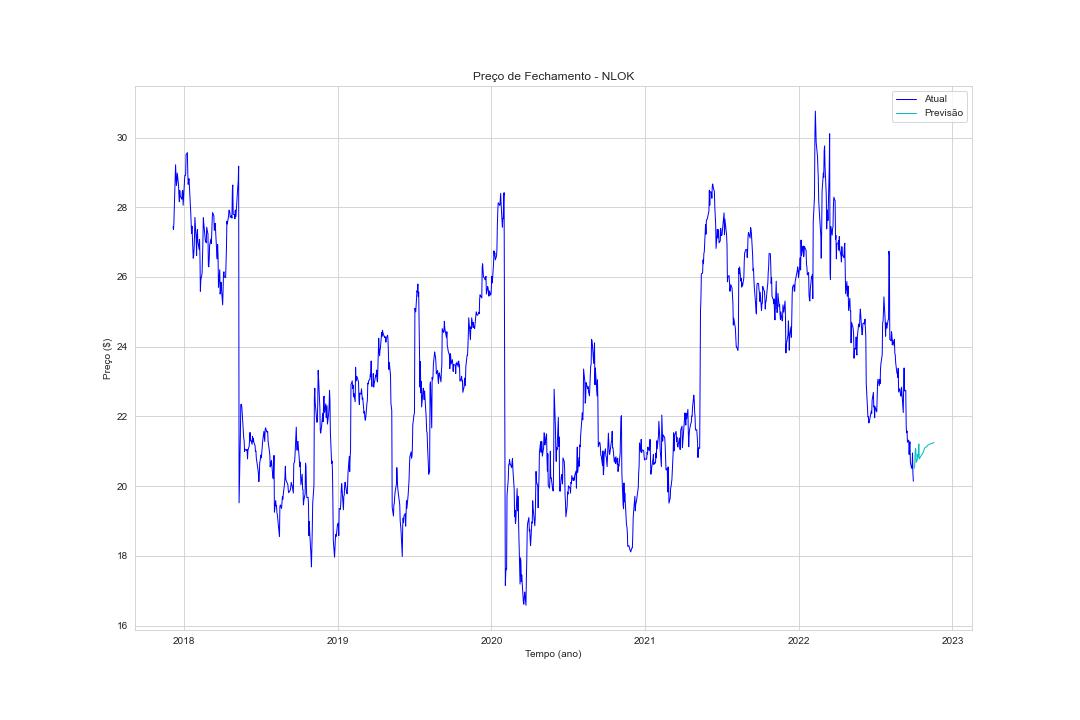 Preço de Fechamento - NLOK
Atual
Previsão
30
28
26
24
22
20
18
16
Preço ($)
2018
2019
2020
2021
2022
2023
Tempo (ano)